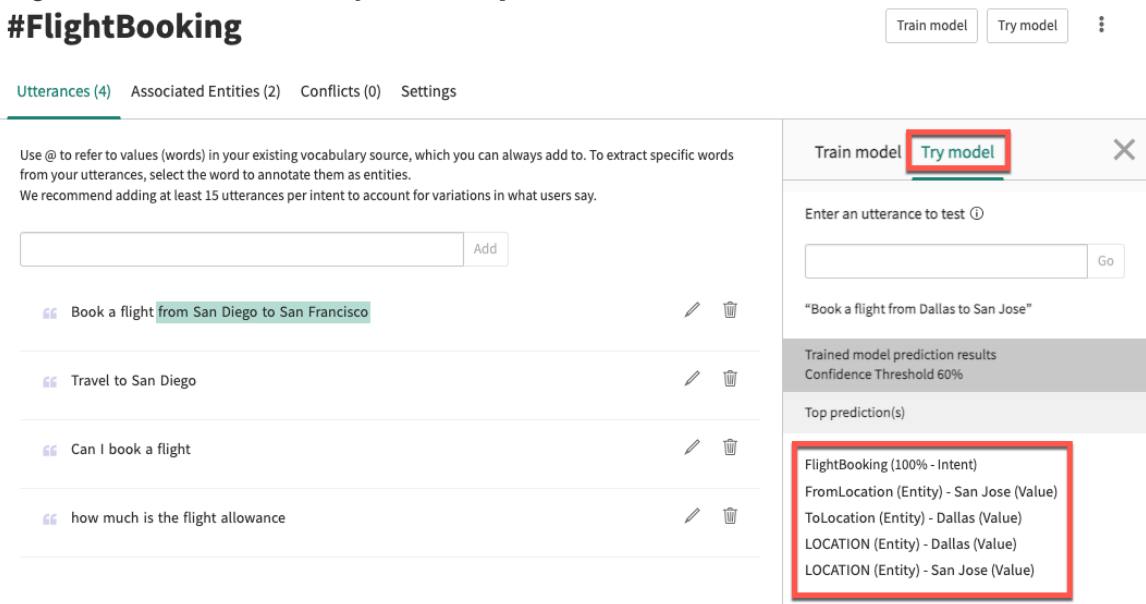 #FlightBooking
Train model
Try model
Utterances (4)
Associated Entities (2)
Conflicts (0)
Settings
Use @ to refer to values (words) in your existing vocabulary source, which you can always add to. To extract specific words
from your utterances, select the word to annotate them as entities.
We recommend adding at least 15 utterances per intent to account for variations in what users say.
Add
Book a flight from San Diego to San Francisco
Travel to San Diego
Can I book a flight
how much is the flight allowance
Train model
Try model
Enter an utterance to test
Go
“Book a flight from Dallas to San Jose”
Trained model prediction results
Confidence Threshold 60%
Top prediction(s)
FlightBooking (100% - Intent)
FromLocation (Entity) - San Jose (Value)
ToLocation (Entity) - Dallas (Value)
LOCATION (Entity) - Dallas (Value)
LOCATION (Entity) - San Jose (Value)